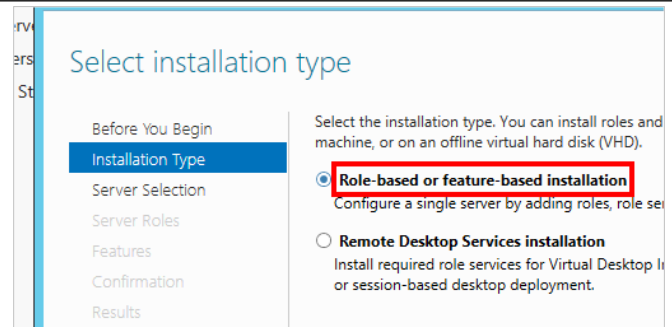 Select installation type
Before You Begin
Installation Type
Server Selection
Server Roles
Features
Confirmation
Results
Select the installation type. You can install roles and
machine, or on an offline virtual hard disk (VHD).
Role-based or feature-based installation
Configure a single server by adding roles, role se
Remote Desktop Services installation
Install required role services for Virtual Desktop I
or session-based desktop deployment.